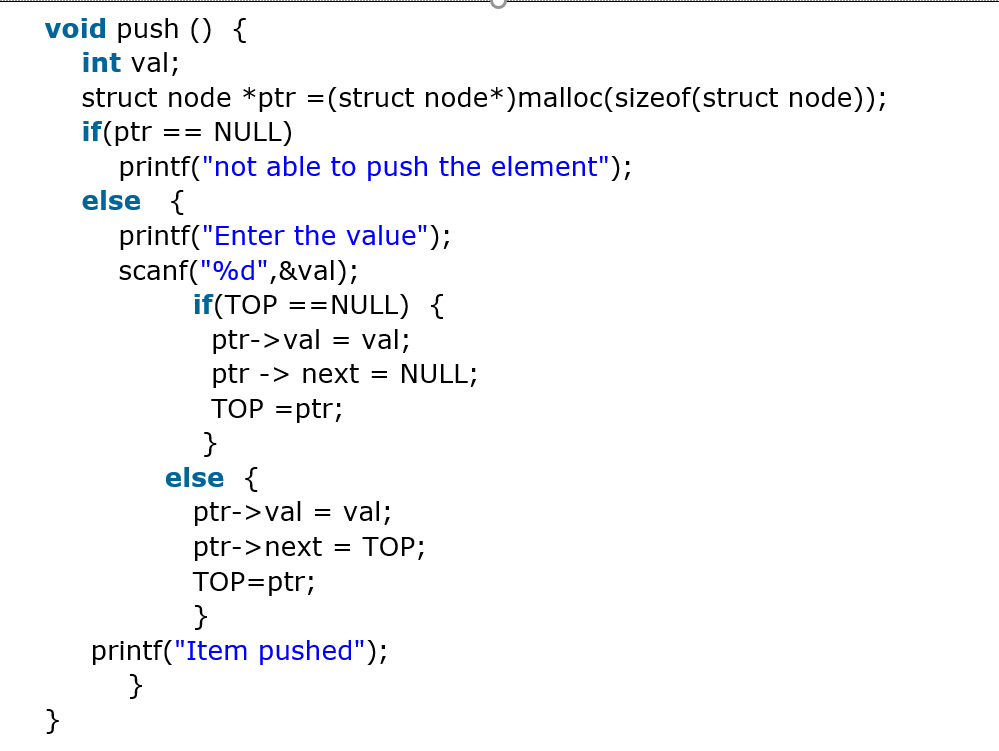 void push () {
int val;
struct node *ptr =(struct node*)malloc(sizeof(struct node));
if(ptr == NULL)
printf("not able to push the element");
else {
printf("Enter the value");
scanf("%d",&val);
if(TOP ==NULL) {
ptr->val = val;
ptr -> next = NULL;
TOP =ptr;
}
else {
ptr->val = val;
ptr->next = TOP;
TOP=ptr;
}
printf("Item pushed");
}
}